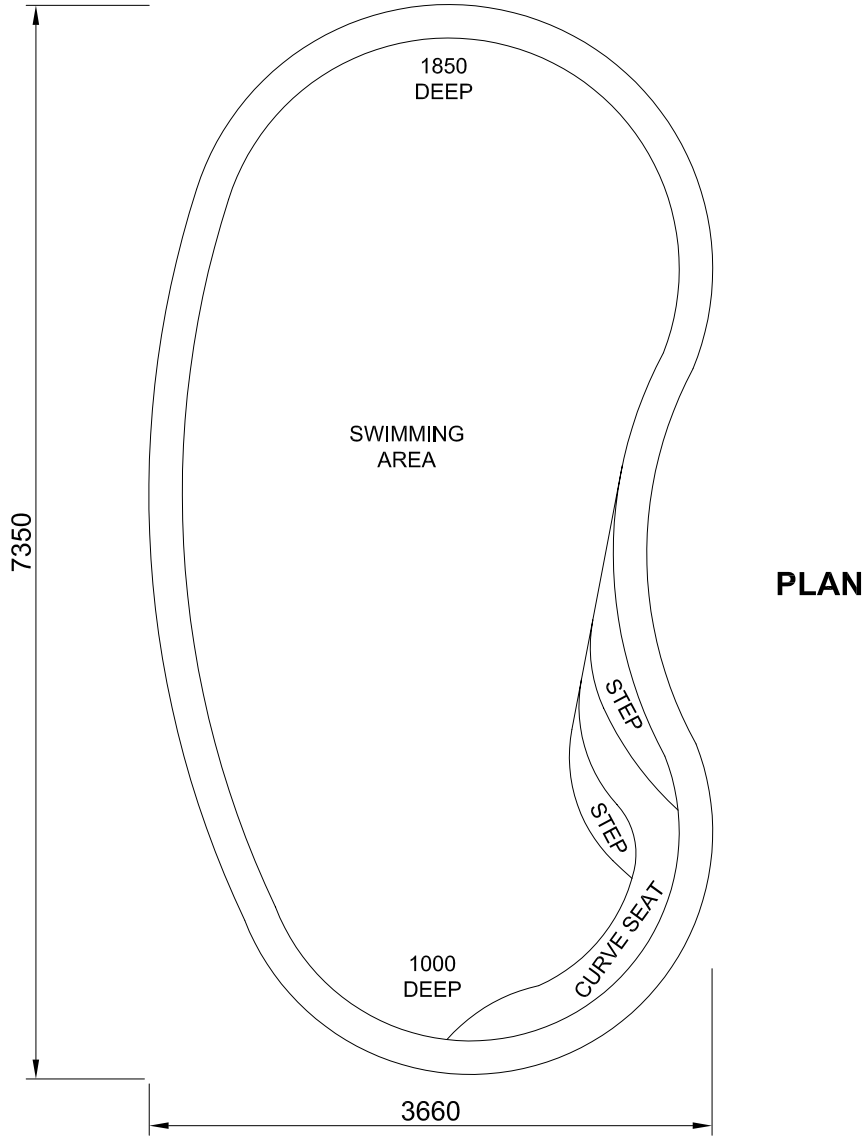 1850
DEEP
SWIMMING
AREA
7350
PLAN
STEP
STEP
CURVE SEAT
1000
DEEP
3660